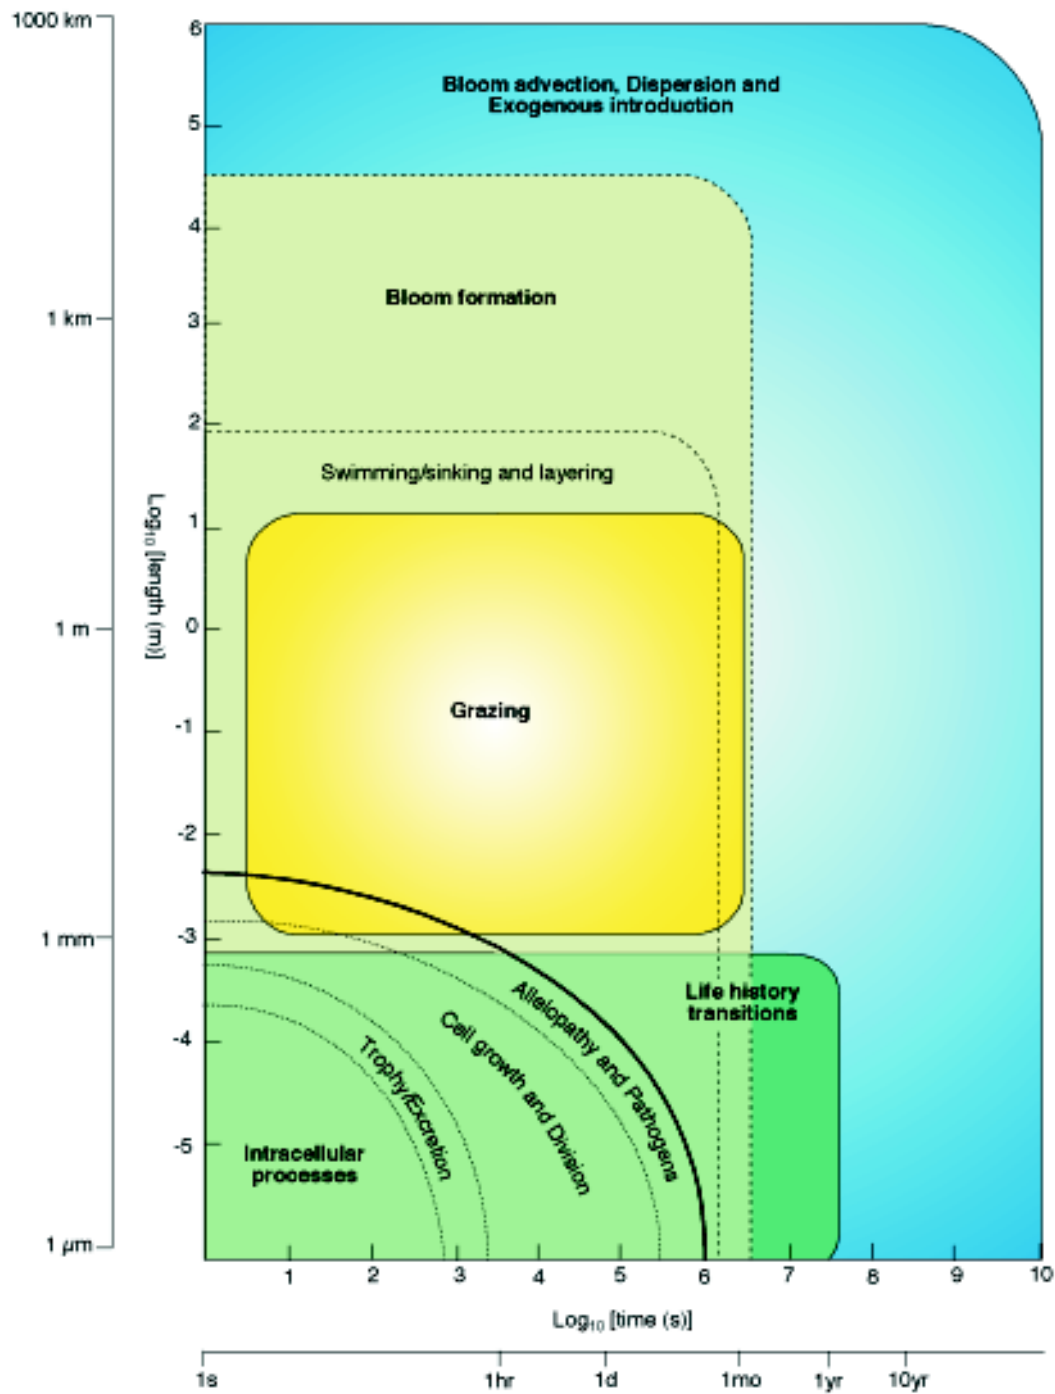 1000 km
1 km
1 m
1 mm
1 µm
Log10 [length (m)]
6
5
4
3
2
1
0
-1
-2
-3
-4
-5
Bloom advection, Dispersion and
Exogenous introduction
Bloom formation
Swimming/sinking and layering
Grazing
Life history
transitions
Allelopathy and Pathogens
Cell growth and Division
Trophy/Excretion
Intracellular
processes
1 2 3 4 5 6 7 8 9 10
Log10 [time (s)]
1s 1hr 1d 1mo 1yr 10yr